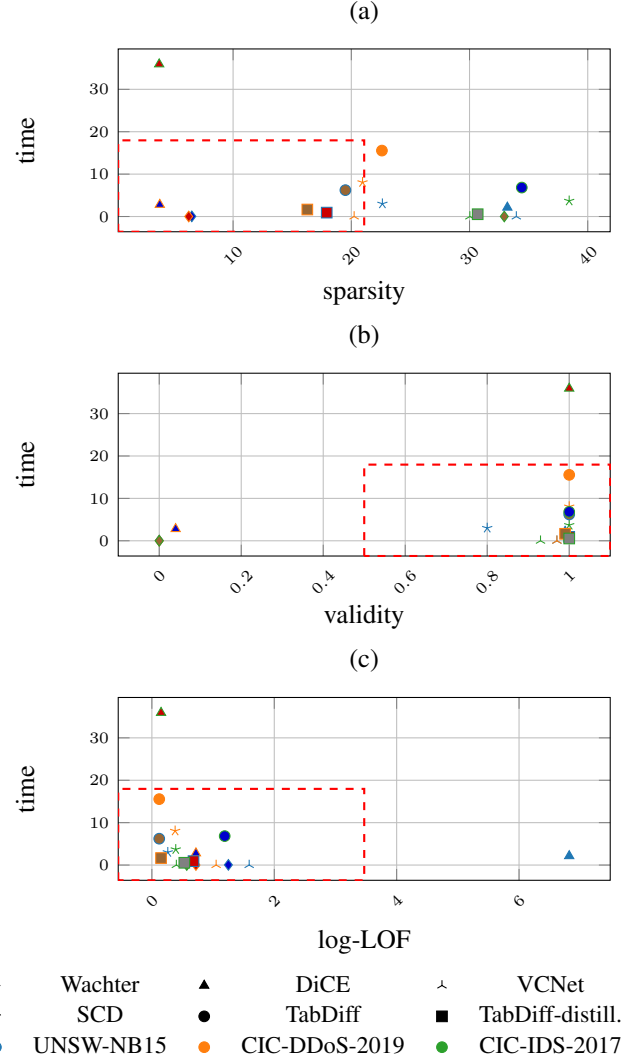 (a)
time
30
20
10
0
10
20
30
40
sparsity
(b)
time
30
20
10
0
0
0.2
0.4
0.6
0.8
1
validity
(c)
time
30
20
10
0
0
2
4
6
log-LOF
Wachter DiCE VCNet
SCD TabDiff TabDiff-distill.
UNSW-NB15 CIC-DDoS-2019 CIC-IDS-2017